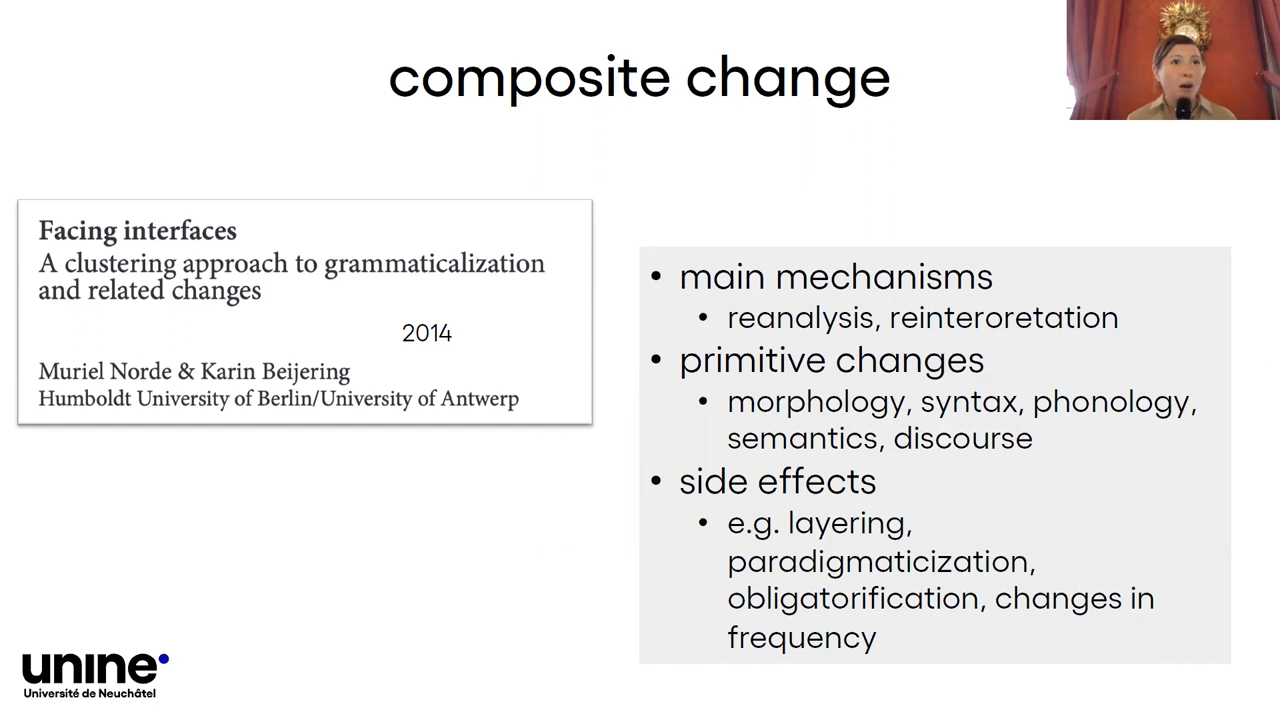 composite change
Facing interfaces
A clustering approach to grammaticalization
and related changes
2014
Muriel Norde & Karin Beijering
Humboldt University of Berlin/University of Antwerp
• main mechanisms
• reanalysis, reinteroretation
• primitive changes
• morphology, syntax, phonology,
semantics, discourse
• side effects
• e.g. layering,
paradigmaticization,
obligatorification, changes in
frequency
unine
Université de Neuchâtel